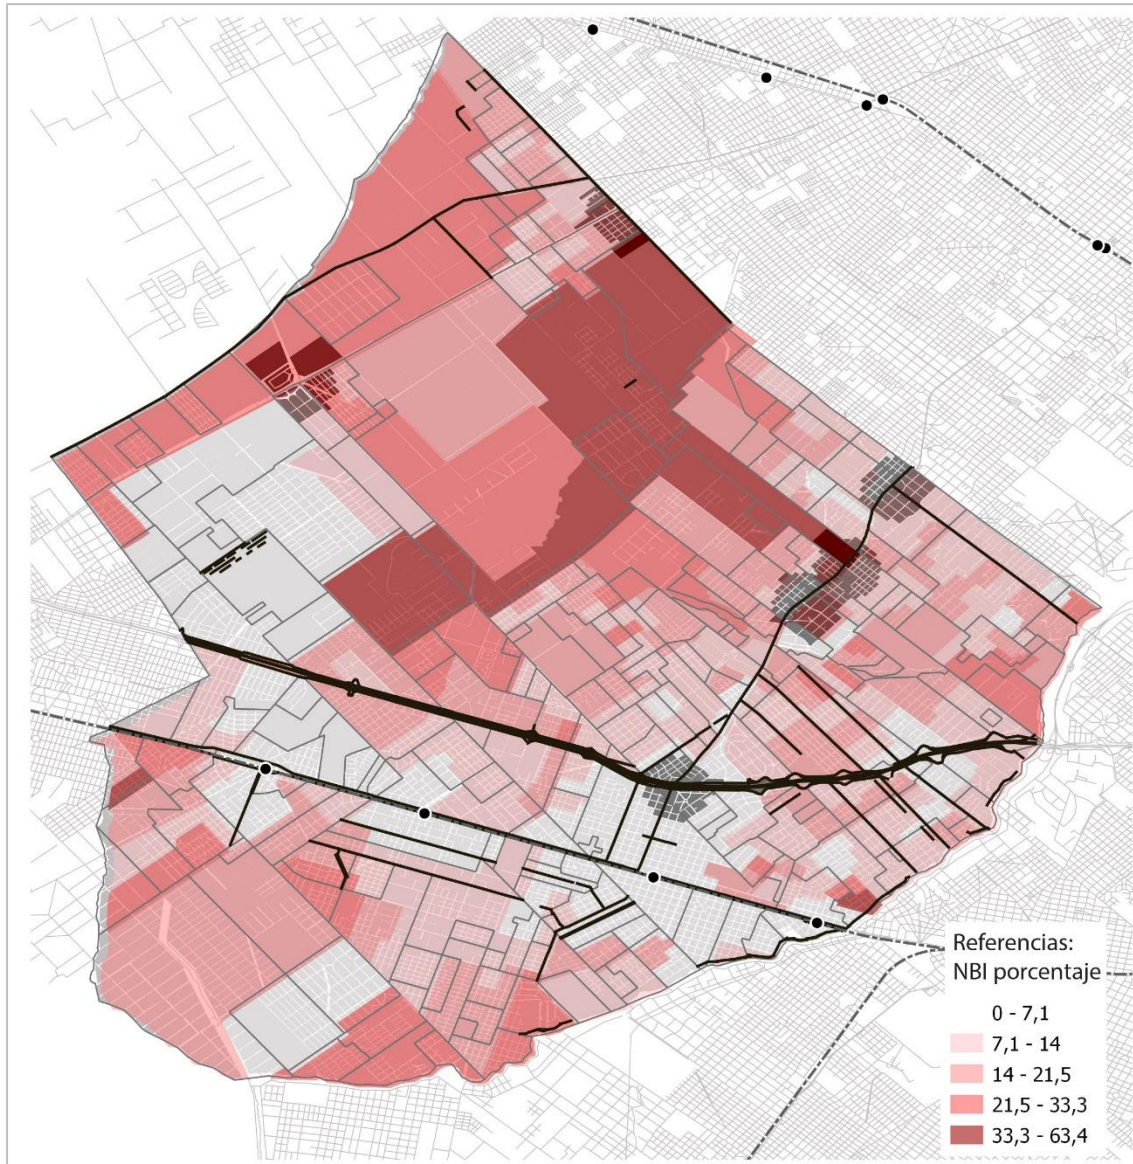 Referencias:
NBI porcentaje
0 - 7,1
7,1 - 14
14 - 21,5
21,5 - 33,3
33,3 - 63,4